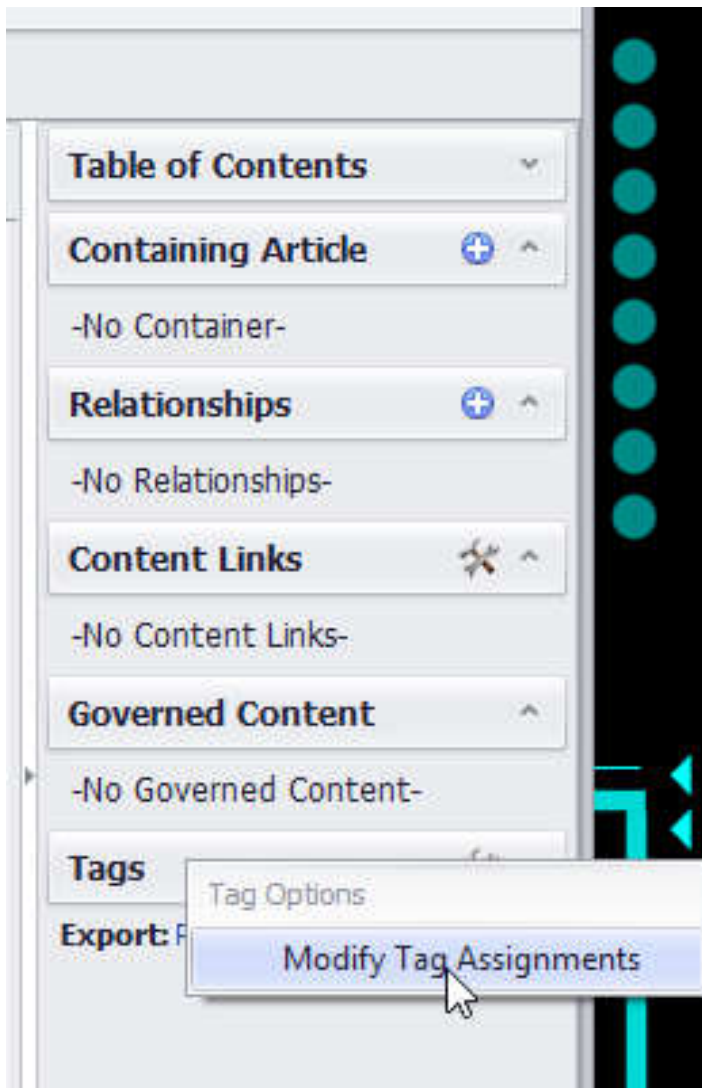 Table of Contents
Containing Article
-No Container-
Relationships
-No Relationships-
Content Links
-No Content Links-
Governed Content
-No Governed Content-
Tags
Tag Options
Export:
Modify Tag Assignments